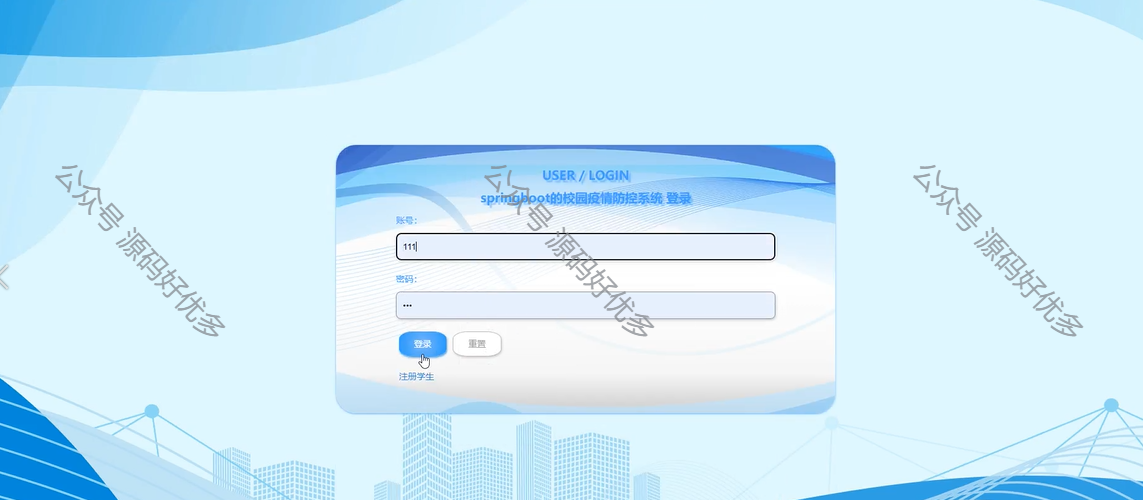 USER / LOGIN
springboot的校园疫情防控系统 登录
账号:
111
密码:
•••
登录 重置
注册学生
公众号 源码好优多
公众号 源码好优多
公众号 源码好优多